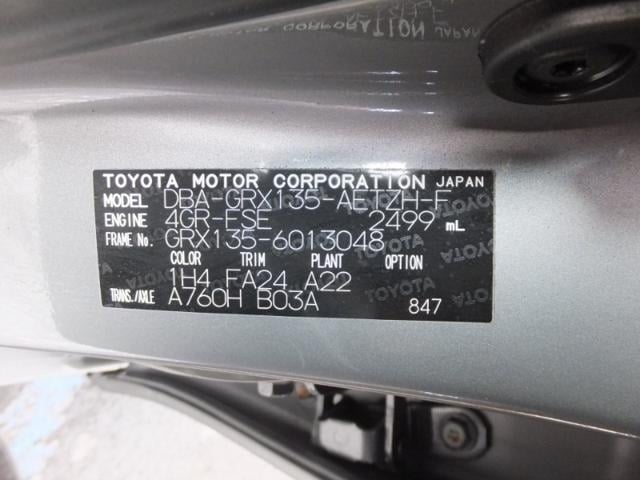 TOYOTA MOTOR CORPORATION JAPAN
MODEL DBA-GRX135-AETZH-F
ENGINE 4GR-FSE 2499 mL
FRAME NO. GRX135-6013048
COLOR TRIM PLANT OPTION
1H4 FA24 A22
TRANS./AXLE A760H B03A
847